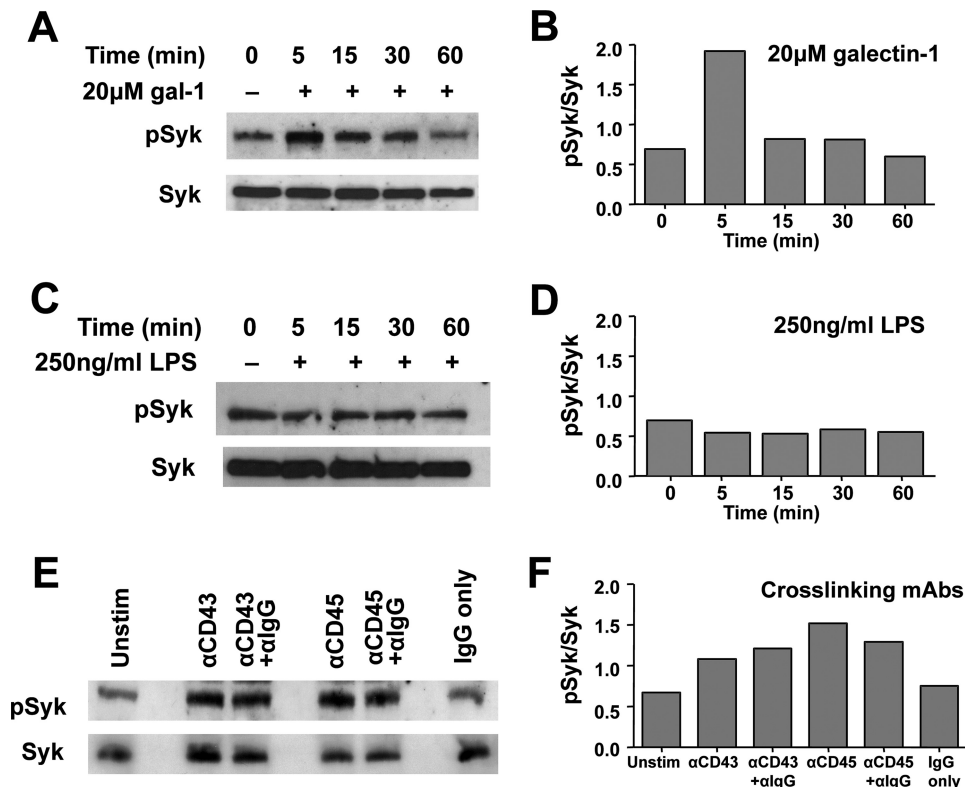 A
Time (min) 0 5 15 30 60
20µM gal-1 – + + + +
pSyk
Syk
B
20µM galectin-1
pSyk/Syk
2.0
1.5
1.0
0.5
0.0
0 5 15 30 60
Time (min)
C
Time (min) 0 5 15 30 60
250ng/ml LPS – + + + +
pSyk
Syk
D
250ng/ml LPS
pSyk/Syk
2.0
1.5
1.0
0.5
0.0
0 5 15 30 60
Time (min)
E
Unstim
αCD43
αCD43
+αIgG
αCD45
αCD45
+αIgG
IgG only
pSyk
Syk
F
Crosslinking mAbs
pSyk/Syk
2.0
1.5
1.0
0.5
0.0
Unstim αCD43 αCD43 αCD45 αCD45 IgG
+αIgG +αIgG only